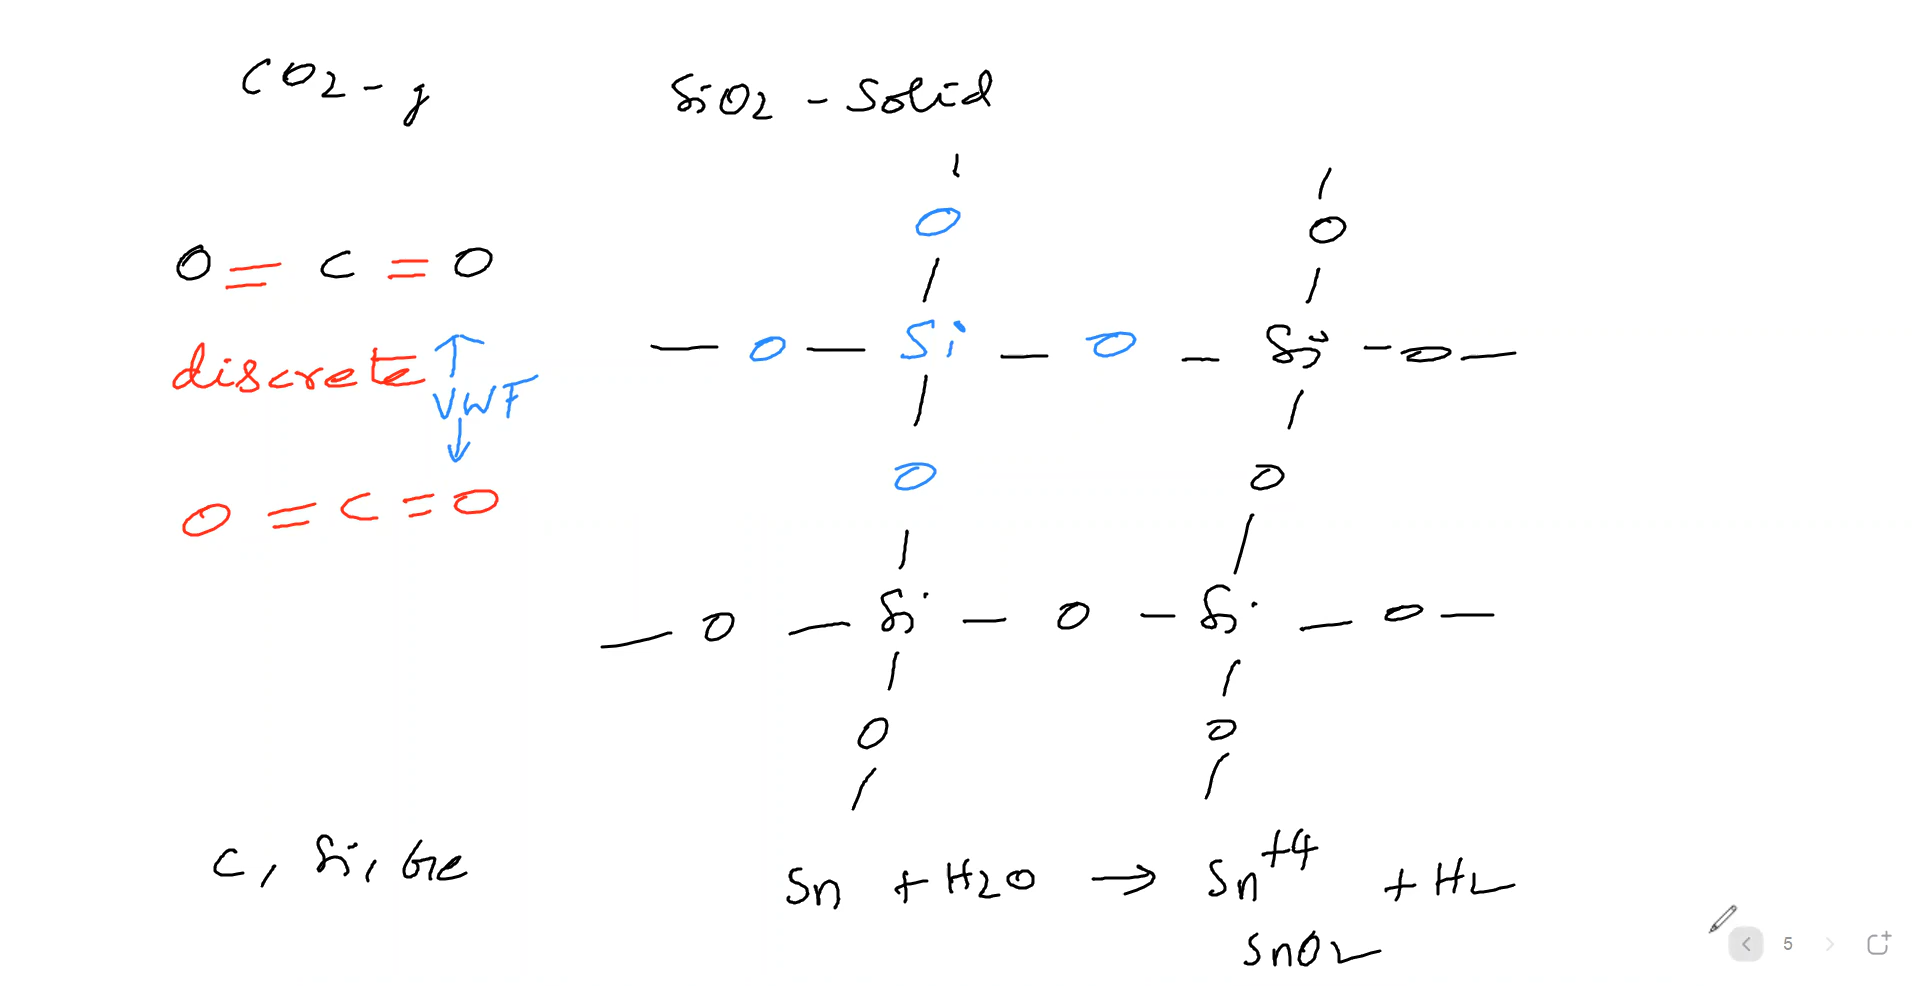 CO2 - g
SiO2 - Solid
O = C = O
discrete
VWF
O = C = O
O O
— O — Si — O — Si — O —
O O
— O — Si — O — Si — O —
O O
C, Si, Ge
Sn + H2O → Sn+4 + H2
SnO2
5